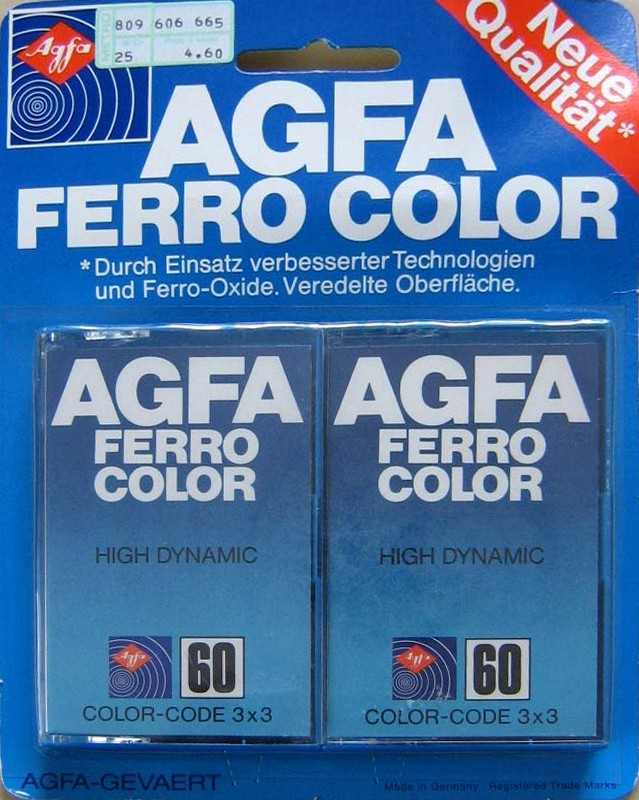 Agfa
809 606 665
25 4.60
Neue
Qualität*
AGFA
FERRO COLOR
*Durch Einsatz verbesserter Technologien
und Ferro-Oxide. Veredelte Oberfläche.
AGFA
FERRO
COLOR
HIGH DYNAMIC
Agfa
60
COLOR-CODE 3x3
AGFA
FERRO
COLOR
HIGH DYNAMIC
Agfa
60
COLOR-CODE 3x3
AGFA-GEVAERT
Made in Germany · Registered Trade Marks